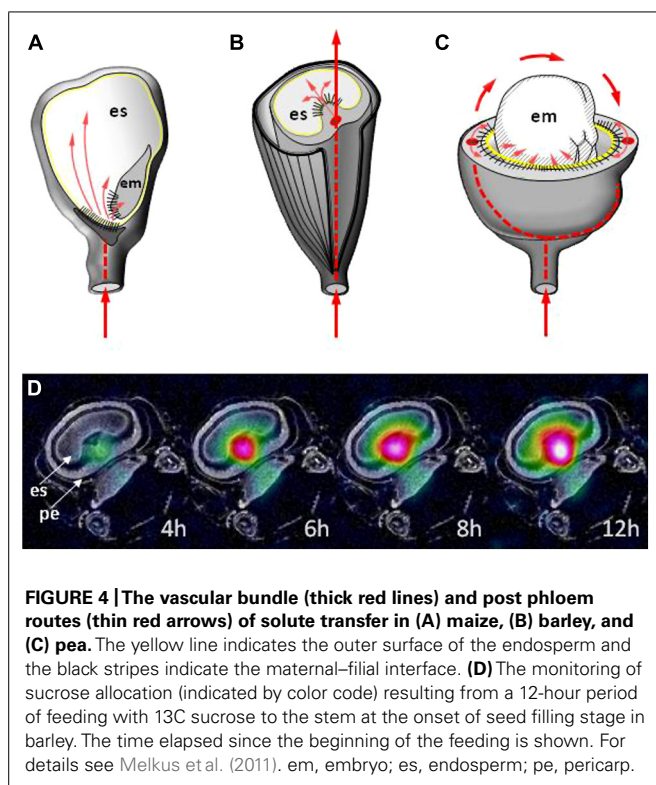 A
B
C
es
em
es
em
D
es
pe
4h
6h
8h
12h
FIGURE 4 | The vascular bundle (thick red lines) and post phloem
routes (thin red arrows) of solute transfer in (A) maize, (B) barley, and
(C) pea. The yellow line indicates the outer surface of the endosperm and
the black stripes indicate the maternal–filial interface. (D) The monitoring of
sucrose allocation (indicated by color code) resulting from a 12-hour period
of feeding with 13C sucrose to the stem at the onset of seed filling stage in
barley. The time elapsed since the beginning of the feeding is shown. For
details see Melkus et al. (2011). em, embryo; es, endosperm; pe, pericarp.